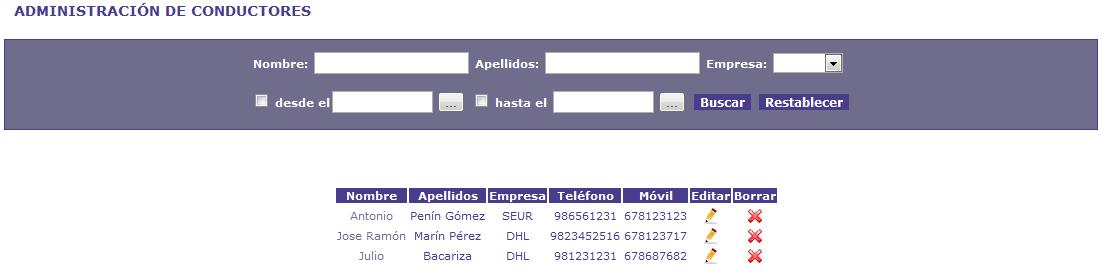 ADMINISTRACIÓN DE CONDUCTORES
Nombre: Apellidos: Empresa:
desde el ... hasta el ... Buscar Restablecer
Nombre Apellidos Empresa Teléfono Móvil Editar Borrar
Antonio Penín Gómez SEUR 986561231 678123123
Jose Ramón Marín Pérez DHL 9823452516 678123717
Julio Bacariza DHL 981231231 678687682